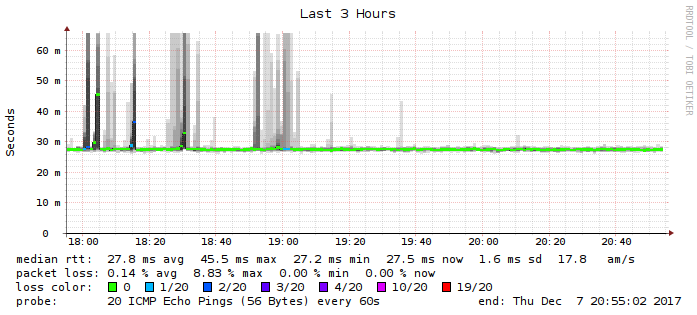 Last 3 Hours
RRDTOOL / TOBI OETIKER
Seconds
60 m
50 m
40 m
30 m
20 m
10 m
0
18:00 18:20 18:40 19:00 19:20 19:40 20:00 20:20 20:40
median rtt: 27.8 ms avg 45.5 ms max 27.2 ms min 27.5 ms now 1.6 ms sd 17.8 am/s
packet loss: 0.14 % avg 8.83 % max 0.00 % min 0.00 % now
loss color: 0 1/20 2/20 3/20 4/20 10/20 19/20
probe: 20 ICMP Echo Pings (56 Bytes) every 60s end: Thu Dec 7 20:55:02 2017